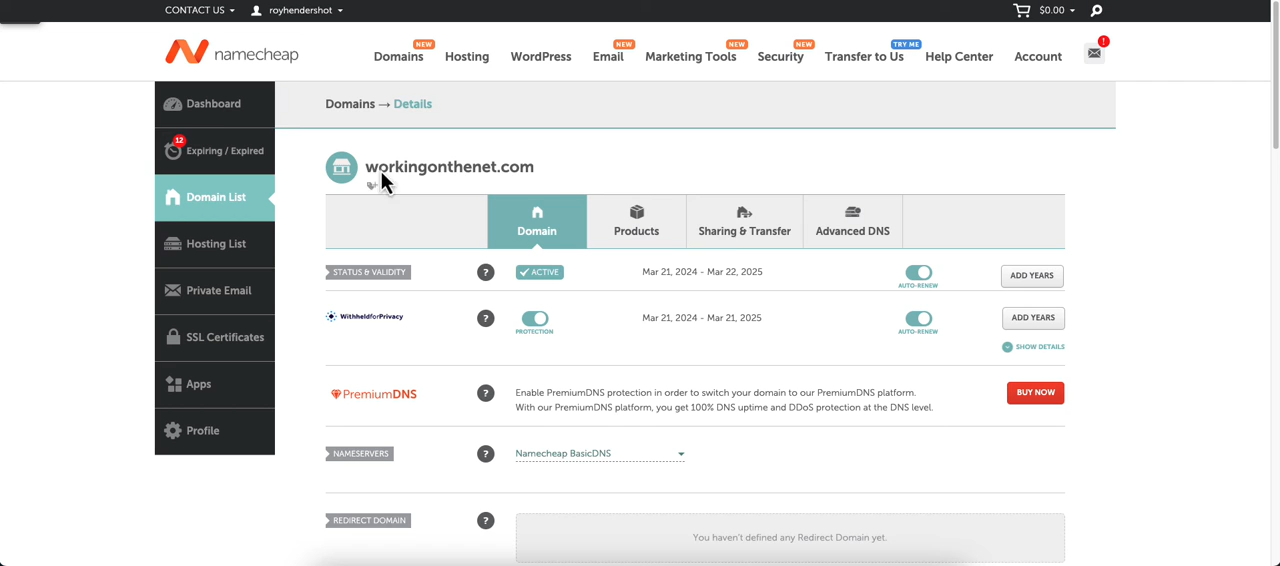 CONTACT US
royhendershot
$0.00
namecheap
Domains NEW
Hosting
WordPress
Email NEW
Marketing Tools NEW
Security NEW
Transfer to Us TRY ME
Help Center
Account
!
Dashboard
12
Expiring / Expired
Domain List
Hosting List
Private Email
SSL Certificates
Apps
Profile
Domains → Details
workingonthenet.com
Domain
Products
Sharing & Transfer
Advanced DNS
STATUS & VALIDITY ? ✓ ACTIVE Mar 21, 2024 - Mar 22, 2025 AUTO-RENEW ADD YEARS
WithheldforPrivacy ? PROTECTION Mar 21, 2024 - Mar 21, 2025 AUTO-RENEW ADD YEARS
SHOW DETAILS
PremiumDNS ? Enable PremiumDNS protection in order to switch your domain to our PremiumDNS platform. BUY NOW
With our PremiumDNS platform, you get 100% DNS uptime and DDoS protection at the DNS level.
NAMESERVERS ? Namecheap BasicDNS
REDIRECT DOMAIN ? You haven't defined any Redirect Domain yet.